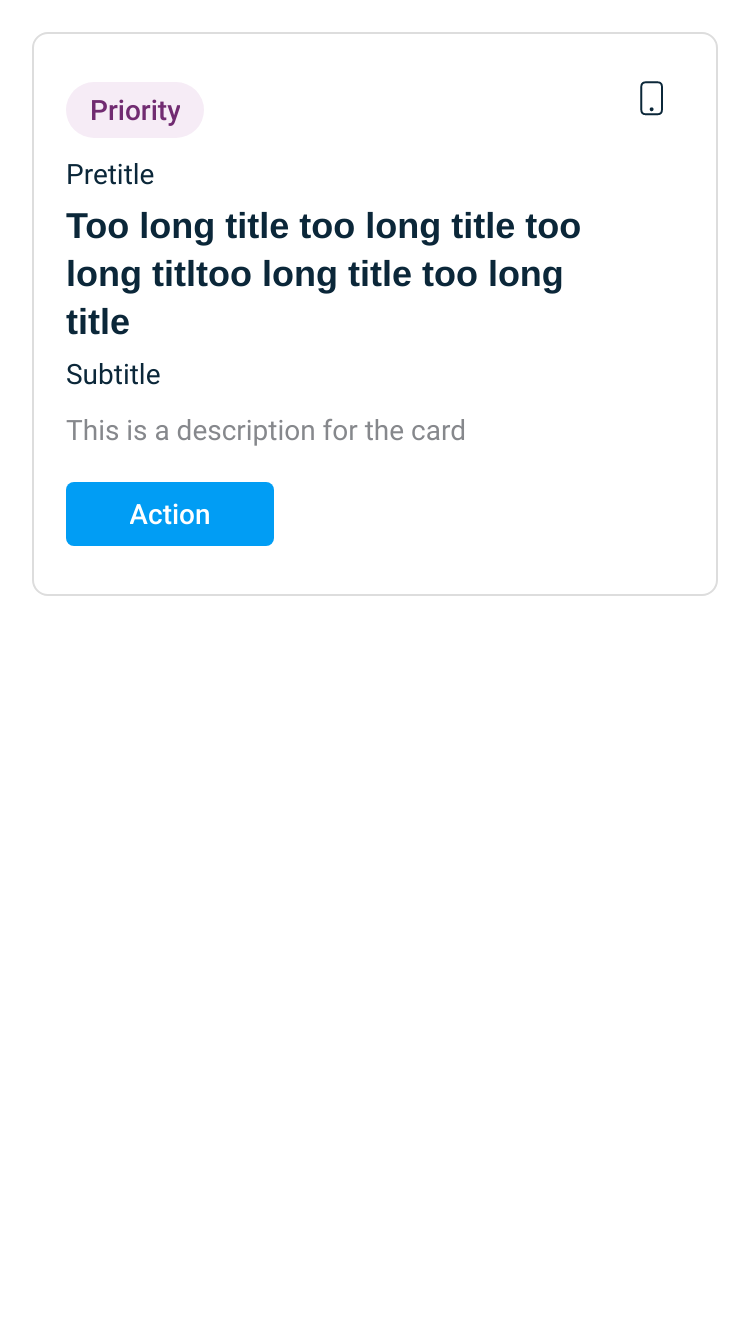 Priority
Pretitle
Too long title too long title too
long titltoo long title too long
title
Subtitle
This is a description for the card
Action